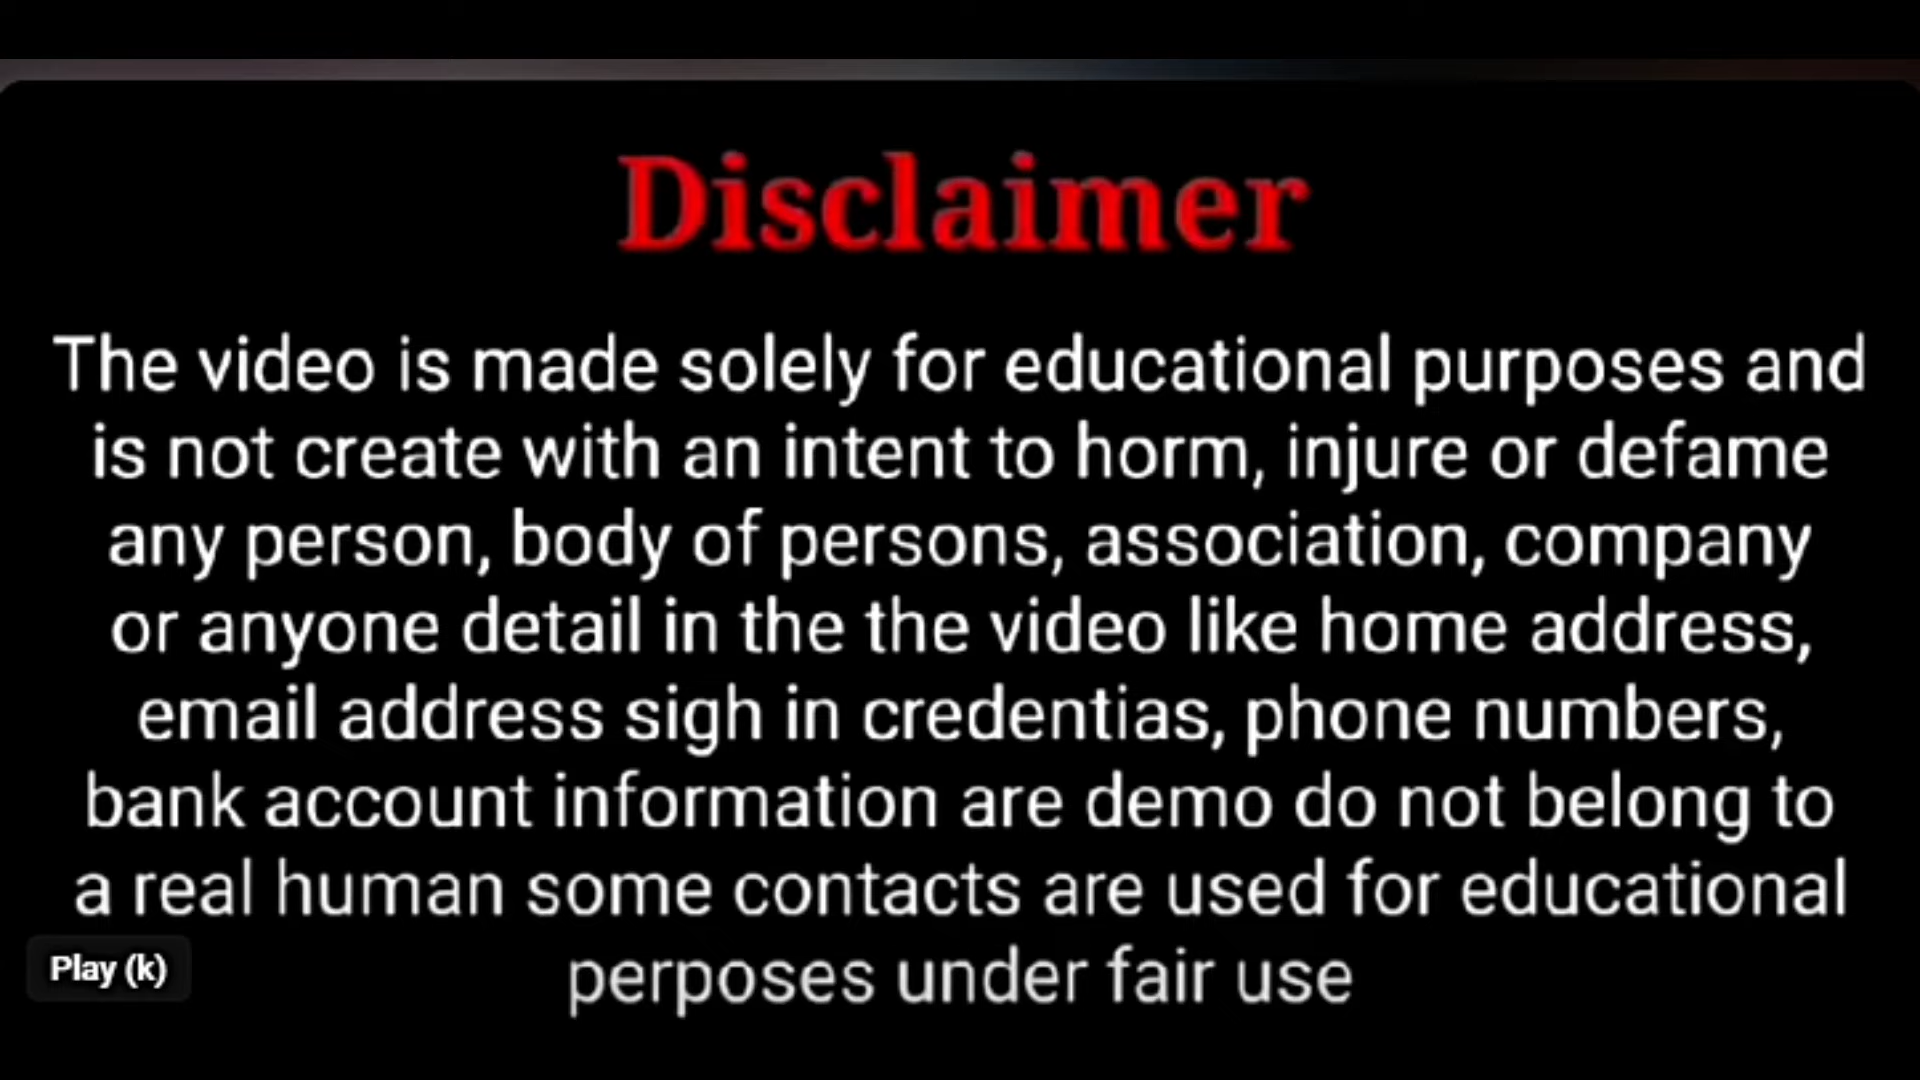 Disclaimer
The video is made solely for educational purposes and
is not create with an intent to horm, injure or defame
any person, body of persons, association, company
or anyone detail in the the video like home address,
email address sigh in credentias, phone numbers,
bank account information are demo do not belong to
a real human some contacts are used for educational
perposes under fair use
Play (k)